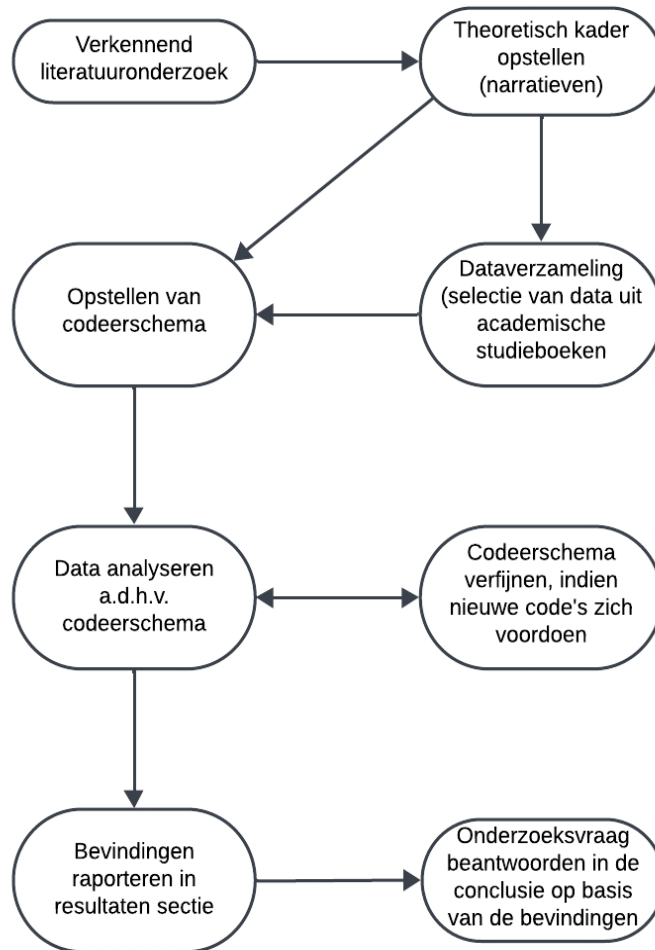 Verkennend
literatuuronderzoek
Theoretisch kader
opstellen
(narratieven)
Opstellen van
codeerschema
Dataverzameling
(selectie van data uit
academische
studieboeken
Data analyseren
a.d.h.v.
codeerschema
Codeerschema
verfijnen, indien
nieuwe code's zich
voordoen
Bevindingen
raporteren in
resultaten sectie
Onderzoeksvraag
beantwoorden in de
conclusie op basis
van de bevindingen